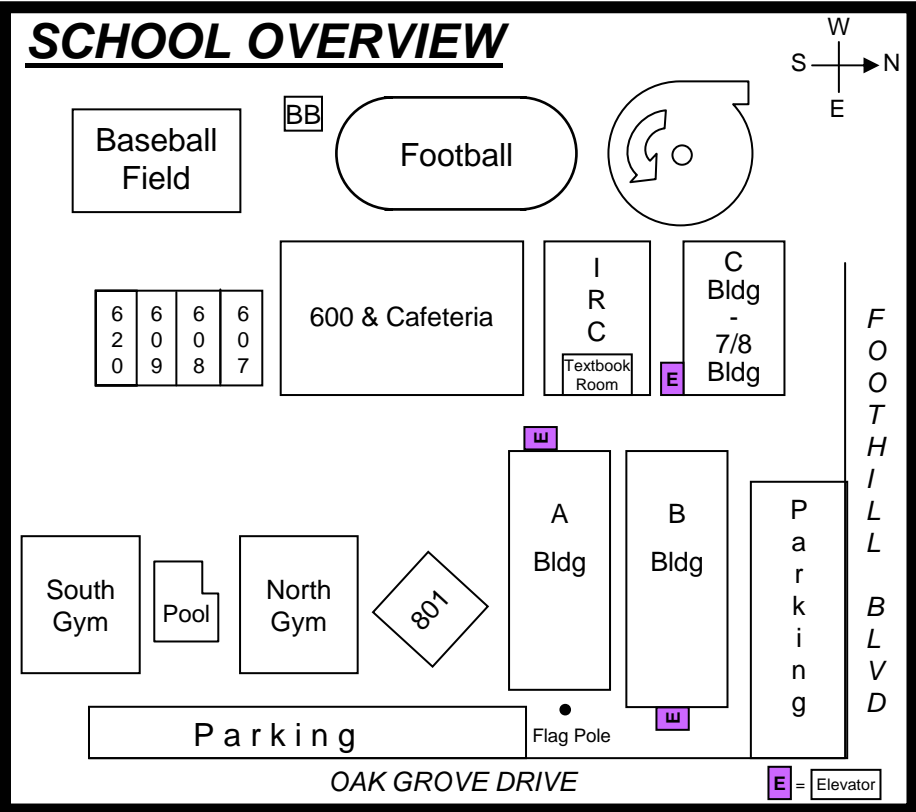 SCHOOL OVERVIEW
W
S
N
E
BB
Baseball
Field
Football
I
R
C
Textbook
Room
C
Bldg
-
7/8
Bldg
E
600 & Cafeteria
6
2
0
6
0
9
6
0
8
6
0
7
F
O
O
T
H
I
L
L
B
L
V
D
E
A
Bldg
B
Bldg
P
a
r
k
i
n
g
South
Gym
Pool
North
Gym
801
E
Flag Pole
Parking
OAK GROVE DRIVE
E = Elevator